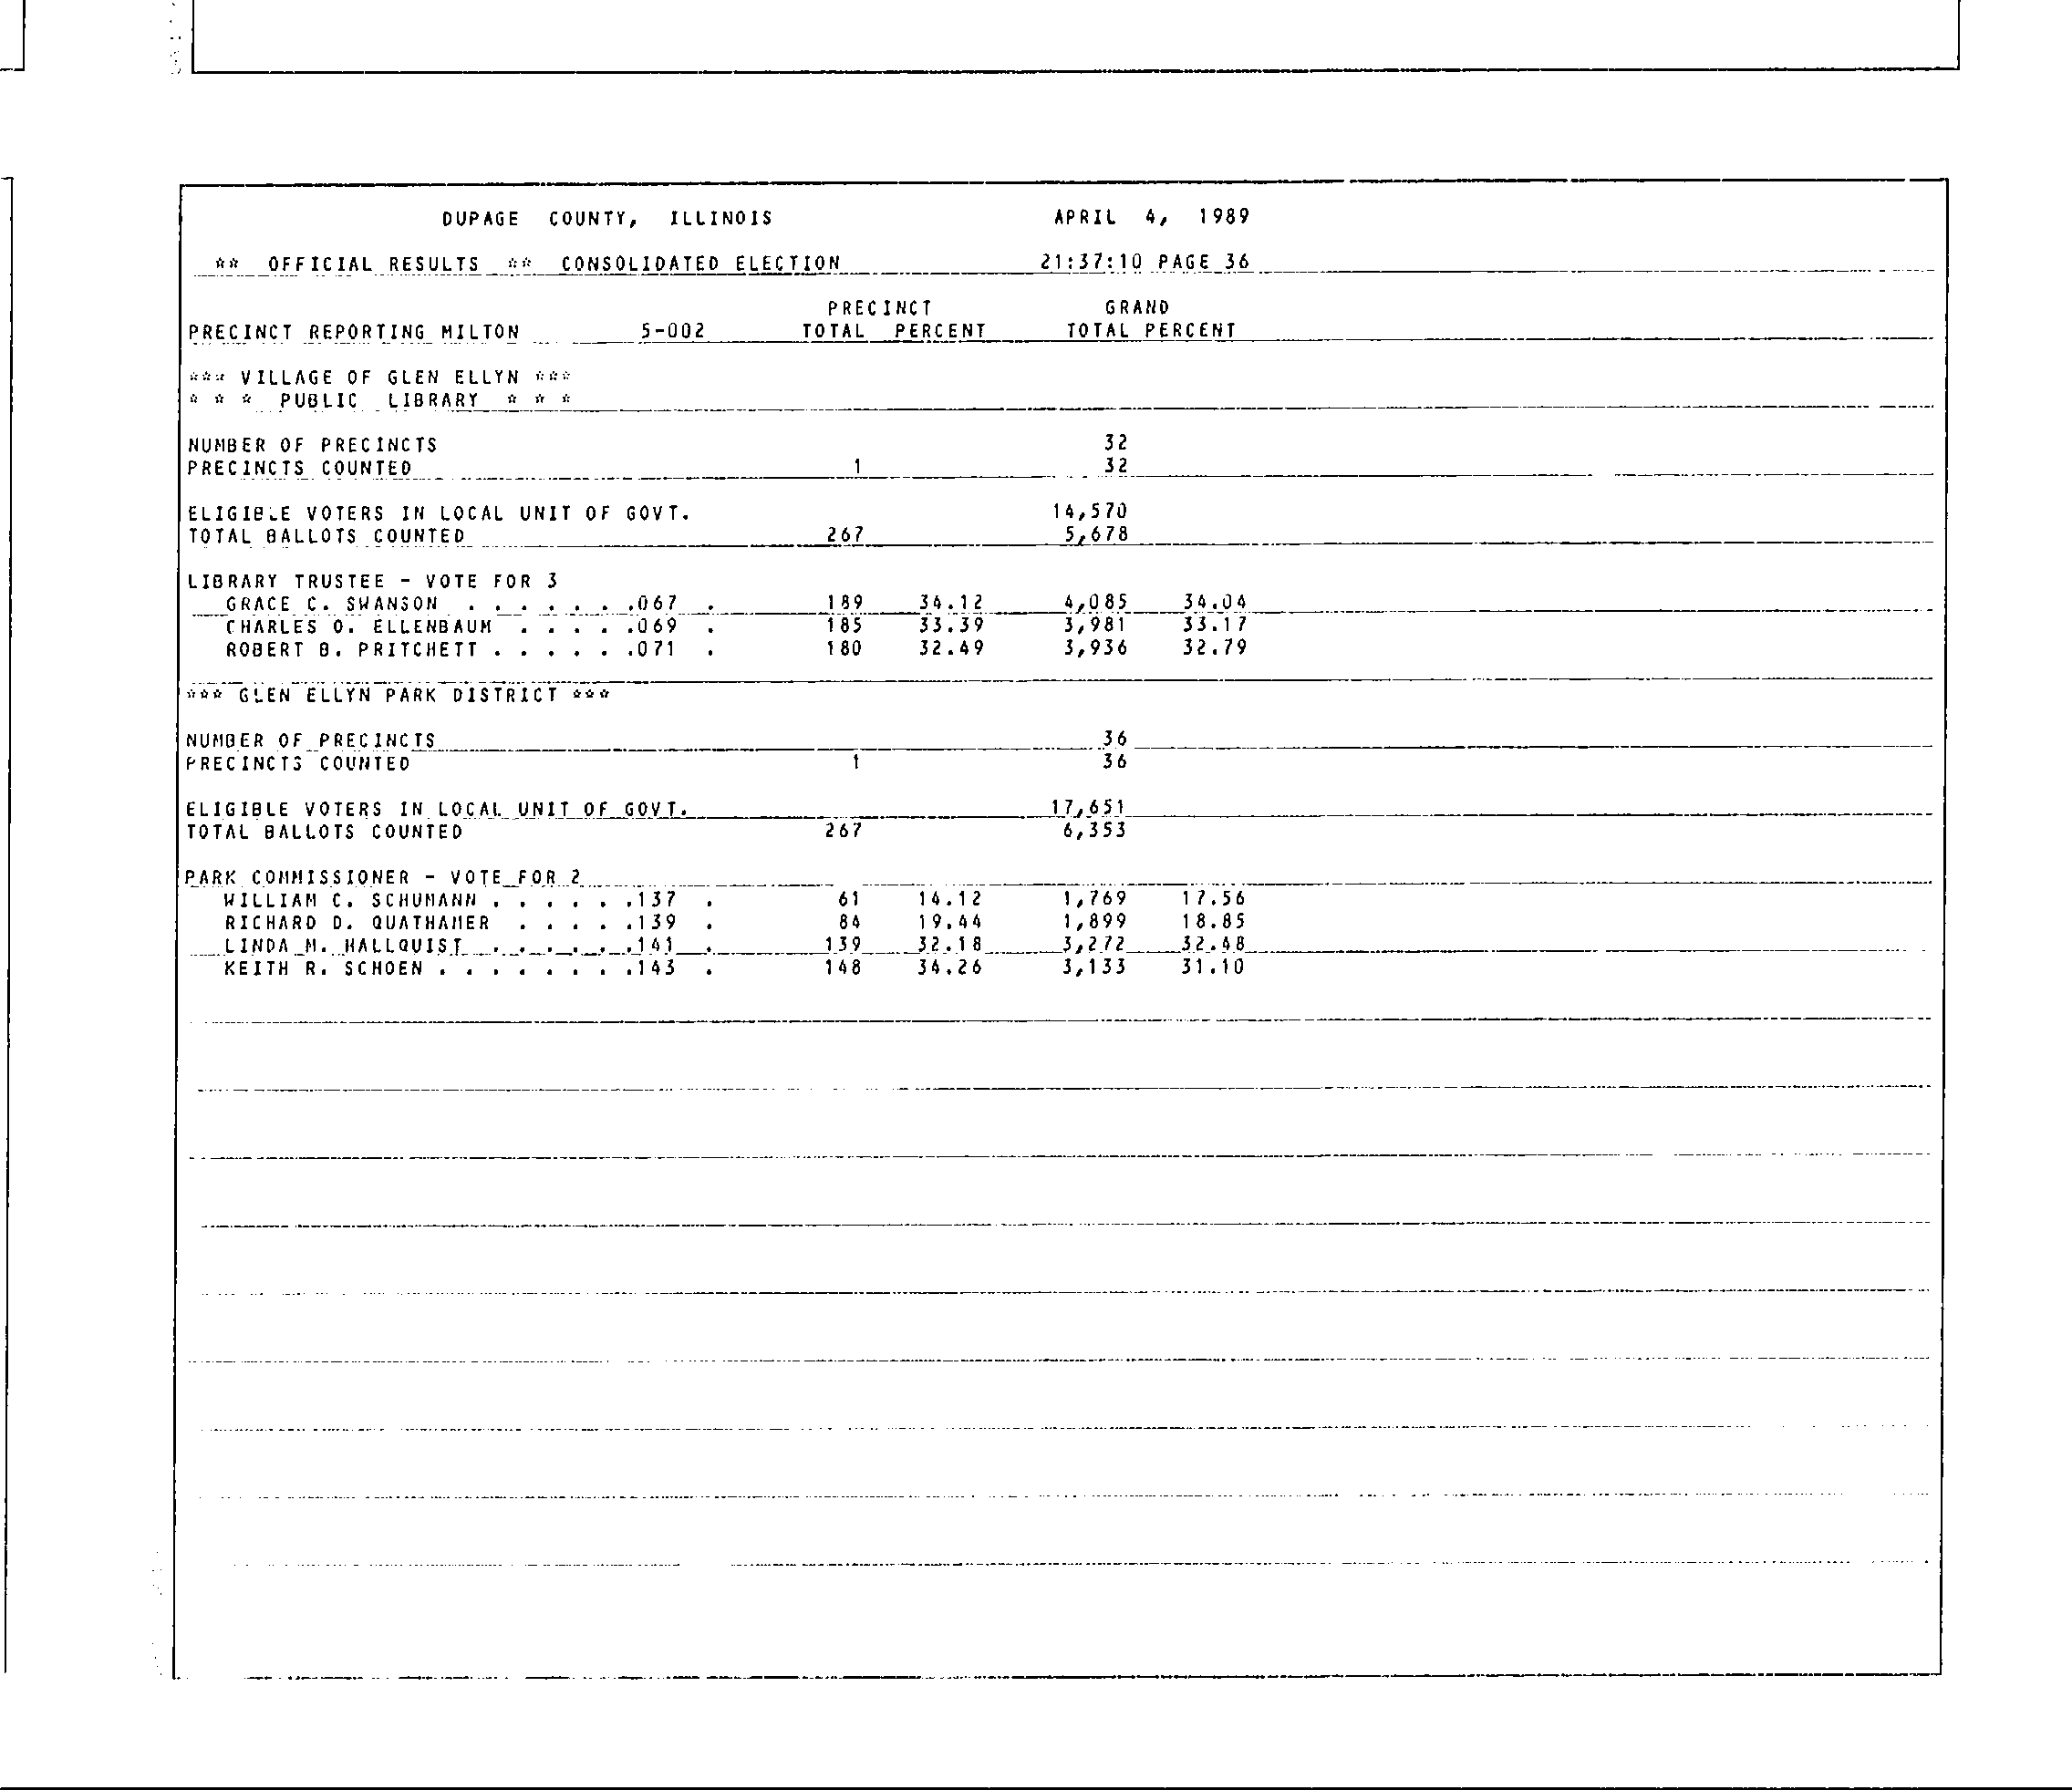 DUPAGE COUNTY, ILLINOIS APRIL 4, 1989
** OFFICIAL RESULTS ** CONSOLIDATED ELECTION 21:37:10 PAGE 36
PRECINCT GRAND
PRECINCT REPORTING MILTON 5-002 TOTAL PERCENT TOTAL PERCENT
*** VILLAGE OF GLEN ELLYN ***
* * * PUBLIC LIBRARY * * *
NUMBER OF PRECINCTS 32
PRECINCTS COUNTED 1 32
ELIGIBLE VOTERS IN LOCAL UNIT OF GOVT. 14,570
TOTAL BALLOTS COUNTED 267 5,678
LIBRARY TRUSTEE - VOTE FOR 3
GRACE C. SWANSON . . . . . . .067 . 189 34.12 4,085 34.04
CHARLES O. ELLENBAUM . . . . .069 . 185 33.39 3,981 33.17
ROBERT B. PRITCHETT . . . . . .071 . 180 32.49 3,936 32.79
*** GLEN ELLYN PARK DISTRICT ***
NUMBER OF PRECINCTS 36
PRECINCTS COUNTED 1 36
ELIGIBLE VOTERS IN LOCAL UNIT OF GOVT. 17,651
TOTAL BALLOTS COUNTED 267 6,353
PARK COMMISSIONER - VOTE FOR 2
WILLIAM C. SCHUMANN . . . . . .137 . 61 14.12 1,769 17.56
RICHARD D. QUATHAMER . . . . .139 . 84 19.44 1,899 18.85
LINDA M. HALLQUIST . . . . . .141 . 139 32.18 3,272 32.48
KEITH R. SCHOEN . . . . . . . .143 . 148 34.26 3,133 31.10